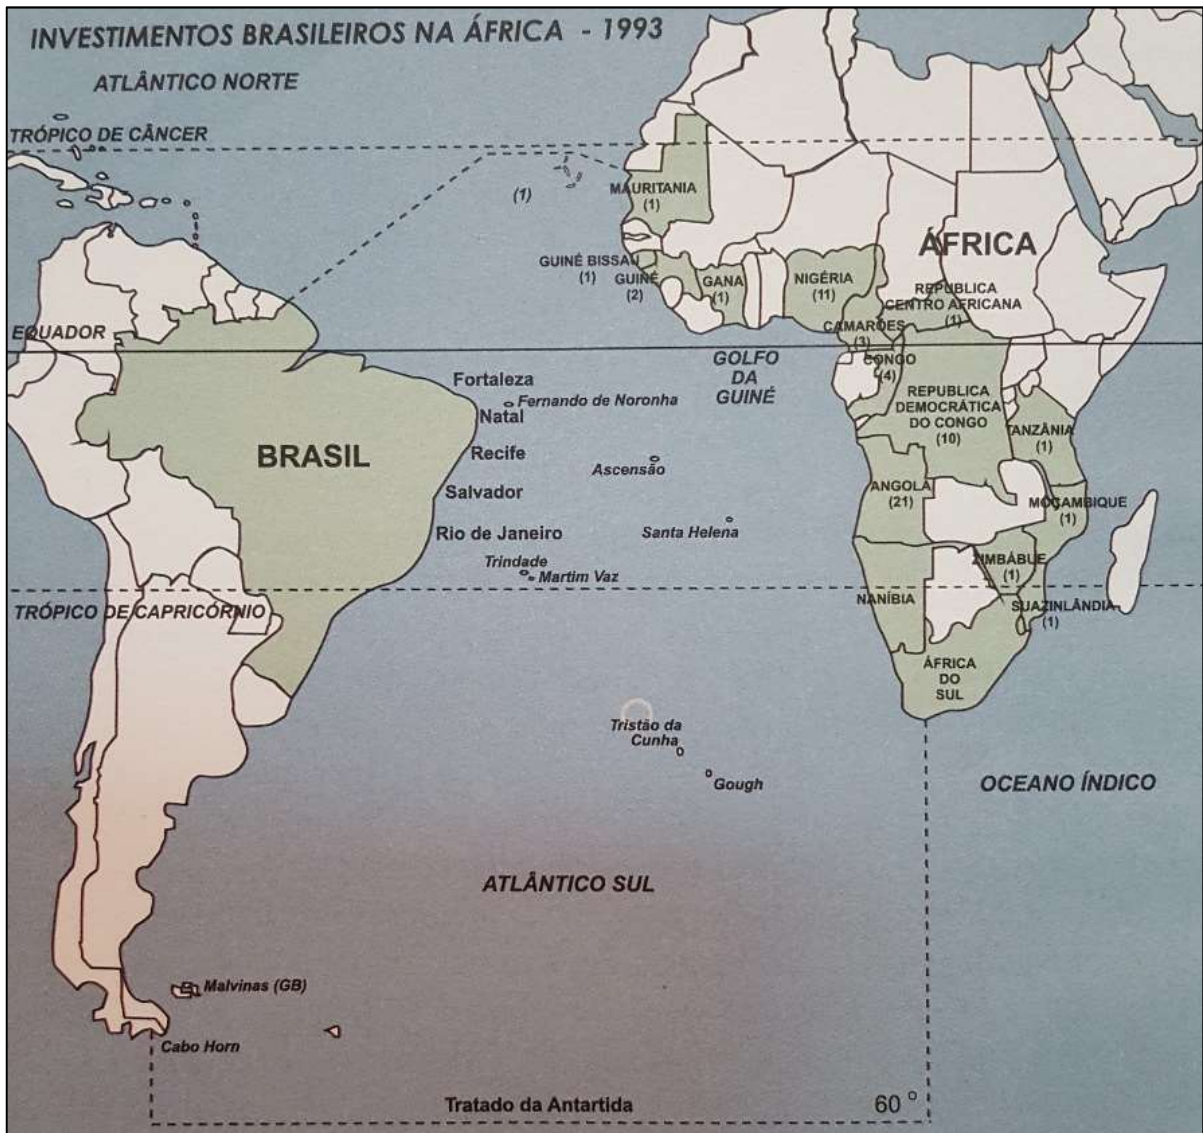 INVESTIMENTOS BRASILEIROS NA ÁFRICA - 1993
ATLÂNTICO NORTE
TRÓPICO DE CÂNCER
(1)
MAURITANIA
(1)
ÁFRICA
GUINÉ BISSAU
(1)
GUINÉ
(2)
GANA
(1)
NIGÉRIA
(11)
REPUBLICA
CENTRO AFRICANA
(1)
CAMARÕES
(3)
EQUADOR
GOLFO
DA
GUINÉ
CONGO
(4)
REPUBLICA
DEMOCRÁTICA
DO CONGO
(10)
TANZÂNIA
(1)
Fortaleza
Fernando de Noronha
Natal
BRASIL
Recife
Ascensão
Salvador
ANGOLA
(21)
MOÇAMBIQUE
(1)
Rio de Janeiro
Santa Helena
Trindade
Martim Vaz
ZIMBÁBUE
(1)
TRÓPICO DE CAPRICÓRNIO
NANÍBIA
SUAZINLÂNDIA
(1)
ÁFRICA
DO
SUL
Tristão da
Cunha
Gough
OCEANO ÍNDICO
ATLÂNTICO SUL
Malvinas (GB)
Cabo Horn
Tratado da Antartida
60 °